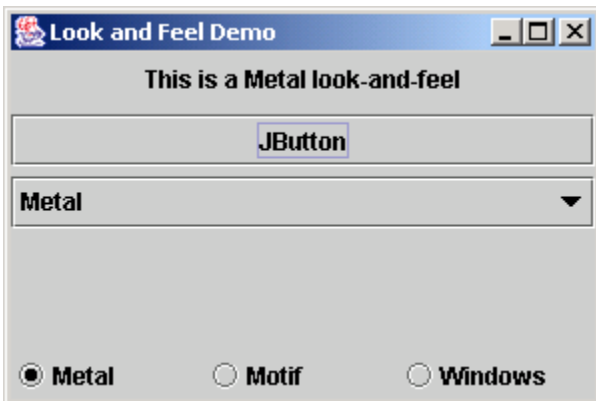 Look and Feel Demo
This is a Metal look-and-feel
JButton
Metal
Metal Motif Windows